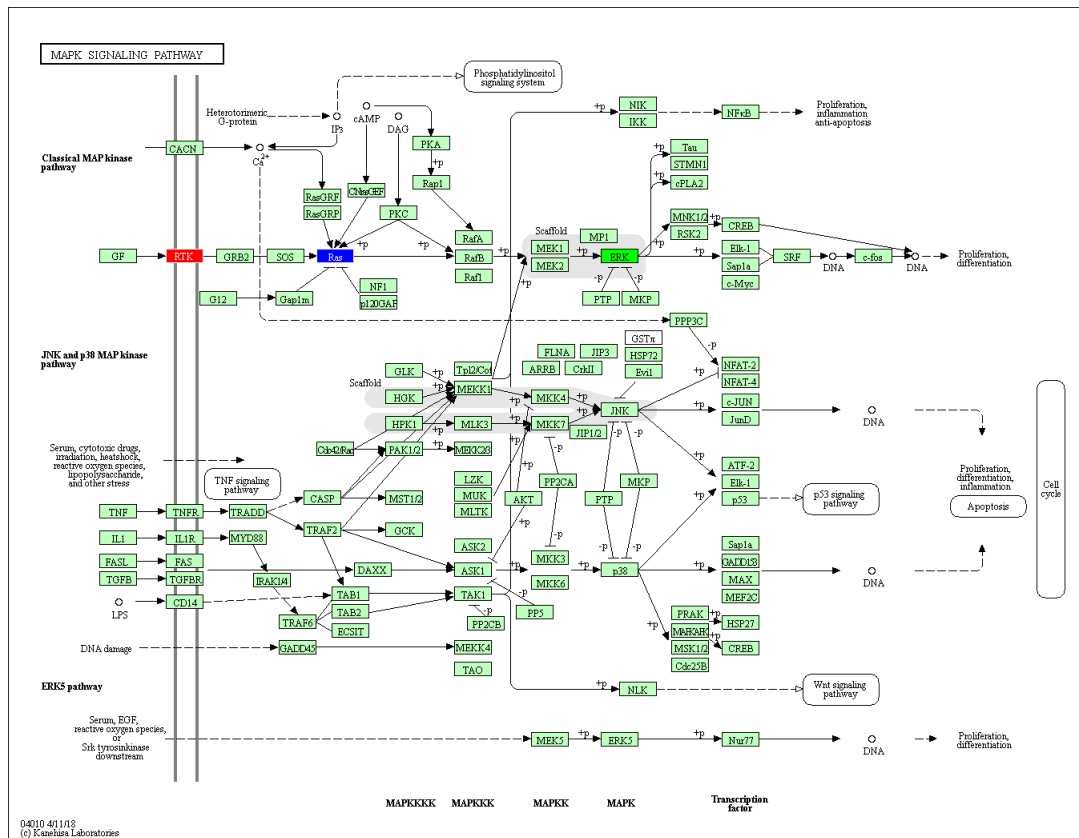 MAPK SIGNALING PATHWAY
Phosphatidylinositol
signaling system
Heterotorimeric
G-protein
IP3
cAMP
DAG
+p
NIK
IKK
NFκB
Proliferation,
inflammation
anti-apoptosis
CACN
Ca2+
PKA
+p
Classical MAP kinase
pathway
Tau
STMN1
cPLA2
+p
RasGRF
RasGRP
CNrasGEF
Rap1
PKC
+p
+p
+p
MNK1/2
RSK2
+p
CREB
Scaffold
MP1
RafA
RafB
Raf1
MEK1
MEK2
GF
RTK
GRB2
SOS
Ras
ERK
+p
+p
+p
Elk-1
Sap1a
c-Myc
SRF
DNA
c-fos
DNA
Proliferation,
differentiation
G12
Gap1m
NF1
p120GAP
-p
-p
PTP
MKP
+p
PPP3C
-p
JNK and p38 MAP kinase
pathway
GLK
Tpl2/Cot
FLNA
JIP3
ARRB
CrkII
GSTπ
HSP72
Evi1
NFAT-2
NFAT-4
Scaffold
HGK
MEKK1
MKK4
JNK
+p
+p
+p
+p
c-JUN
JunD
DNA
HPK1
MLK3
MKK7
JIP1/2
Cdc42/Rac
PAK1/2
MEKK2/3
-p
-p
-p
+p
Serum, cytotoxic drugs,
irradiation, heatshock,
reactive oxygen species,
lipopolysaccharide,
and other stress
TNF signaling
pathway
LZK
MUK
MLTK
PP2CA
AKT
PTP
MKP
ATF-2
Elk-1
p53
p53 signaling
pathway
Proliferation,
differentiation,
inflammation
Apoptosis
Cell
cycle
CASP
MST1/2
TNF
TNFR
TRADD
TRAF2
GCK
+p
+p
IL1
IL1R
MYD88
ASK2
MKK3
MKK6
-p
-p
-p
Sap1a
GADD153
MAX
MEF2C
FASL
FAS
DAXX
ASK1
+p
+p
p38
+p
DNA
TGFB
TGFBR
IRAK1/4
LPS
CD14
TAB1
TAK1
-p
TAB2
-p
PP2CB
PP5
TRAF6
ECSIT
+p
PRAK
MAPKAPK
MSK1/2
Cdc25B
+p
+p
HSP27
CREB
DNA damage
GADD45
MEKK4
TAO
ERK5 pathway
+p
NLK
Wnt signaling
pathway
Serum, EGF,
reactive oxygen species,
or
Srk tyrosinkinase
downstream
MEK5
+p
ERK5
+p
Nur77
DNA
Proliferation,
differentiation
MAPKKKK
MAPKKK
MAPKK
MAPK
Transcription
factor
04010 4/11/18
(c) Kanehisa Laboratories